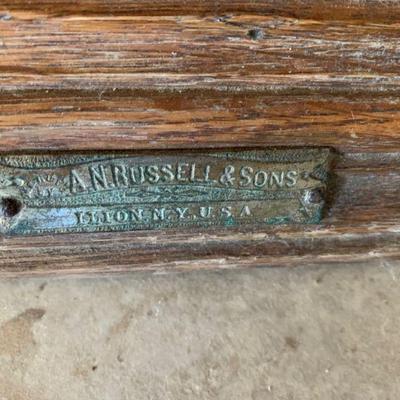 A.N. RUSSELL & SONS
ILION N.Y. U.S.A